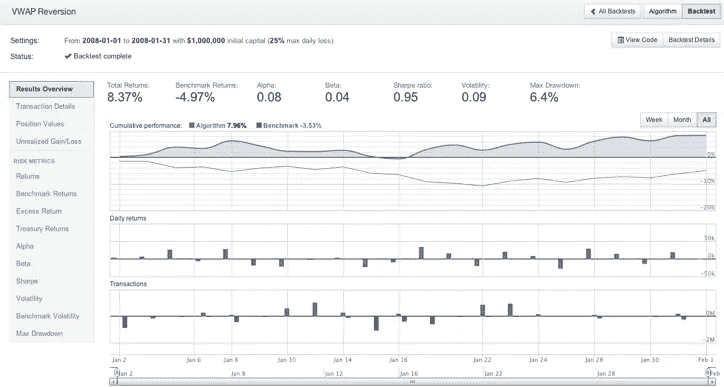 VWAP Reversion
All Backtests
Algorithm
Backtest
Settings: From 2008-01-01 to 2008-01-31 with $1,000,000 initial capital (25% max daily loss)
View Code
Backtest Details
Status: ✔ Backtest complete
Results Overview
Transaction Details
Position Values
Unrealized Gain/Loss
RISK METRICS
Returns
Benchmark Returns
Excess Return
Treasury Returns
Alpha
Beta
Sharpe
Volatility
Benchmark Volatility
Max Drawdown
Total Returns: Benchmark Returns: Alpha: Beta: Sharpe ratio: Volatility: Max Drawdown:
8.37% -4.97% 0.08 0.04 0.95 0.09 6.4%
Week Month All
Cumulative performance: Algorithm 7.96% Benchmark -3.53%
0%
-10%
-20%
Daily returns
50k
0k
-50k
Transactions
0M
-2M
Jan 2 Jan 6 Jan 8 Jan 10 Jan 14 Jan 16 Jan 22 Jan 24 Jan 28 Jan 30 Feb 1
Jan 2 Jan 8 Jan 12 Jan 16 Jan 22 Jan 28 Feb